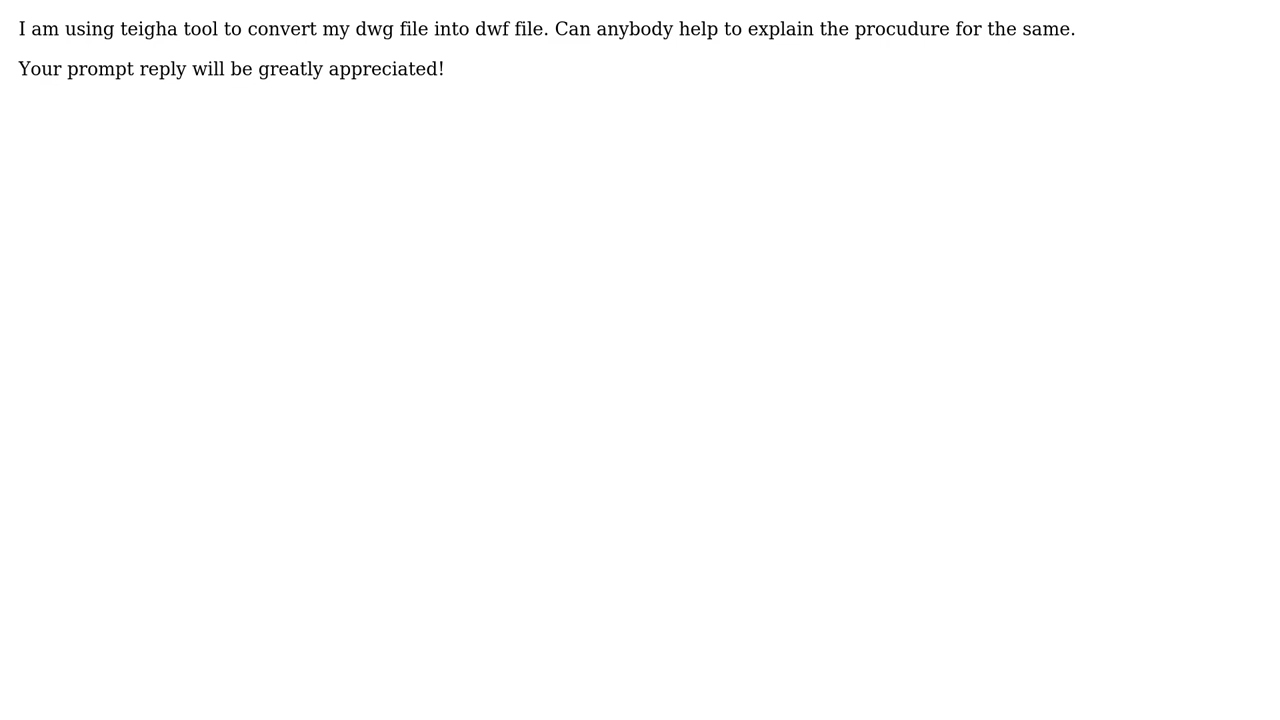 I am using teigha tool to convert my dwg file into dwf file. Can anybody help to explain the procudure for the same.
Your prompt reply will be greatly appreciated!